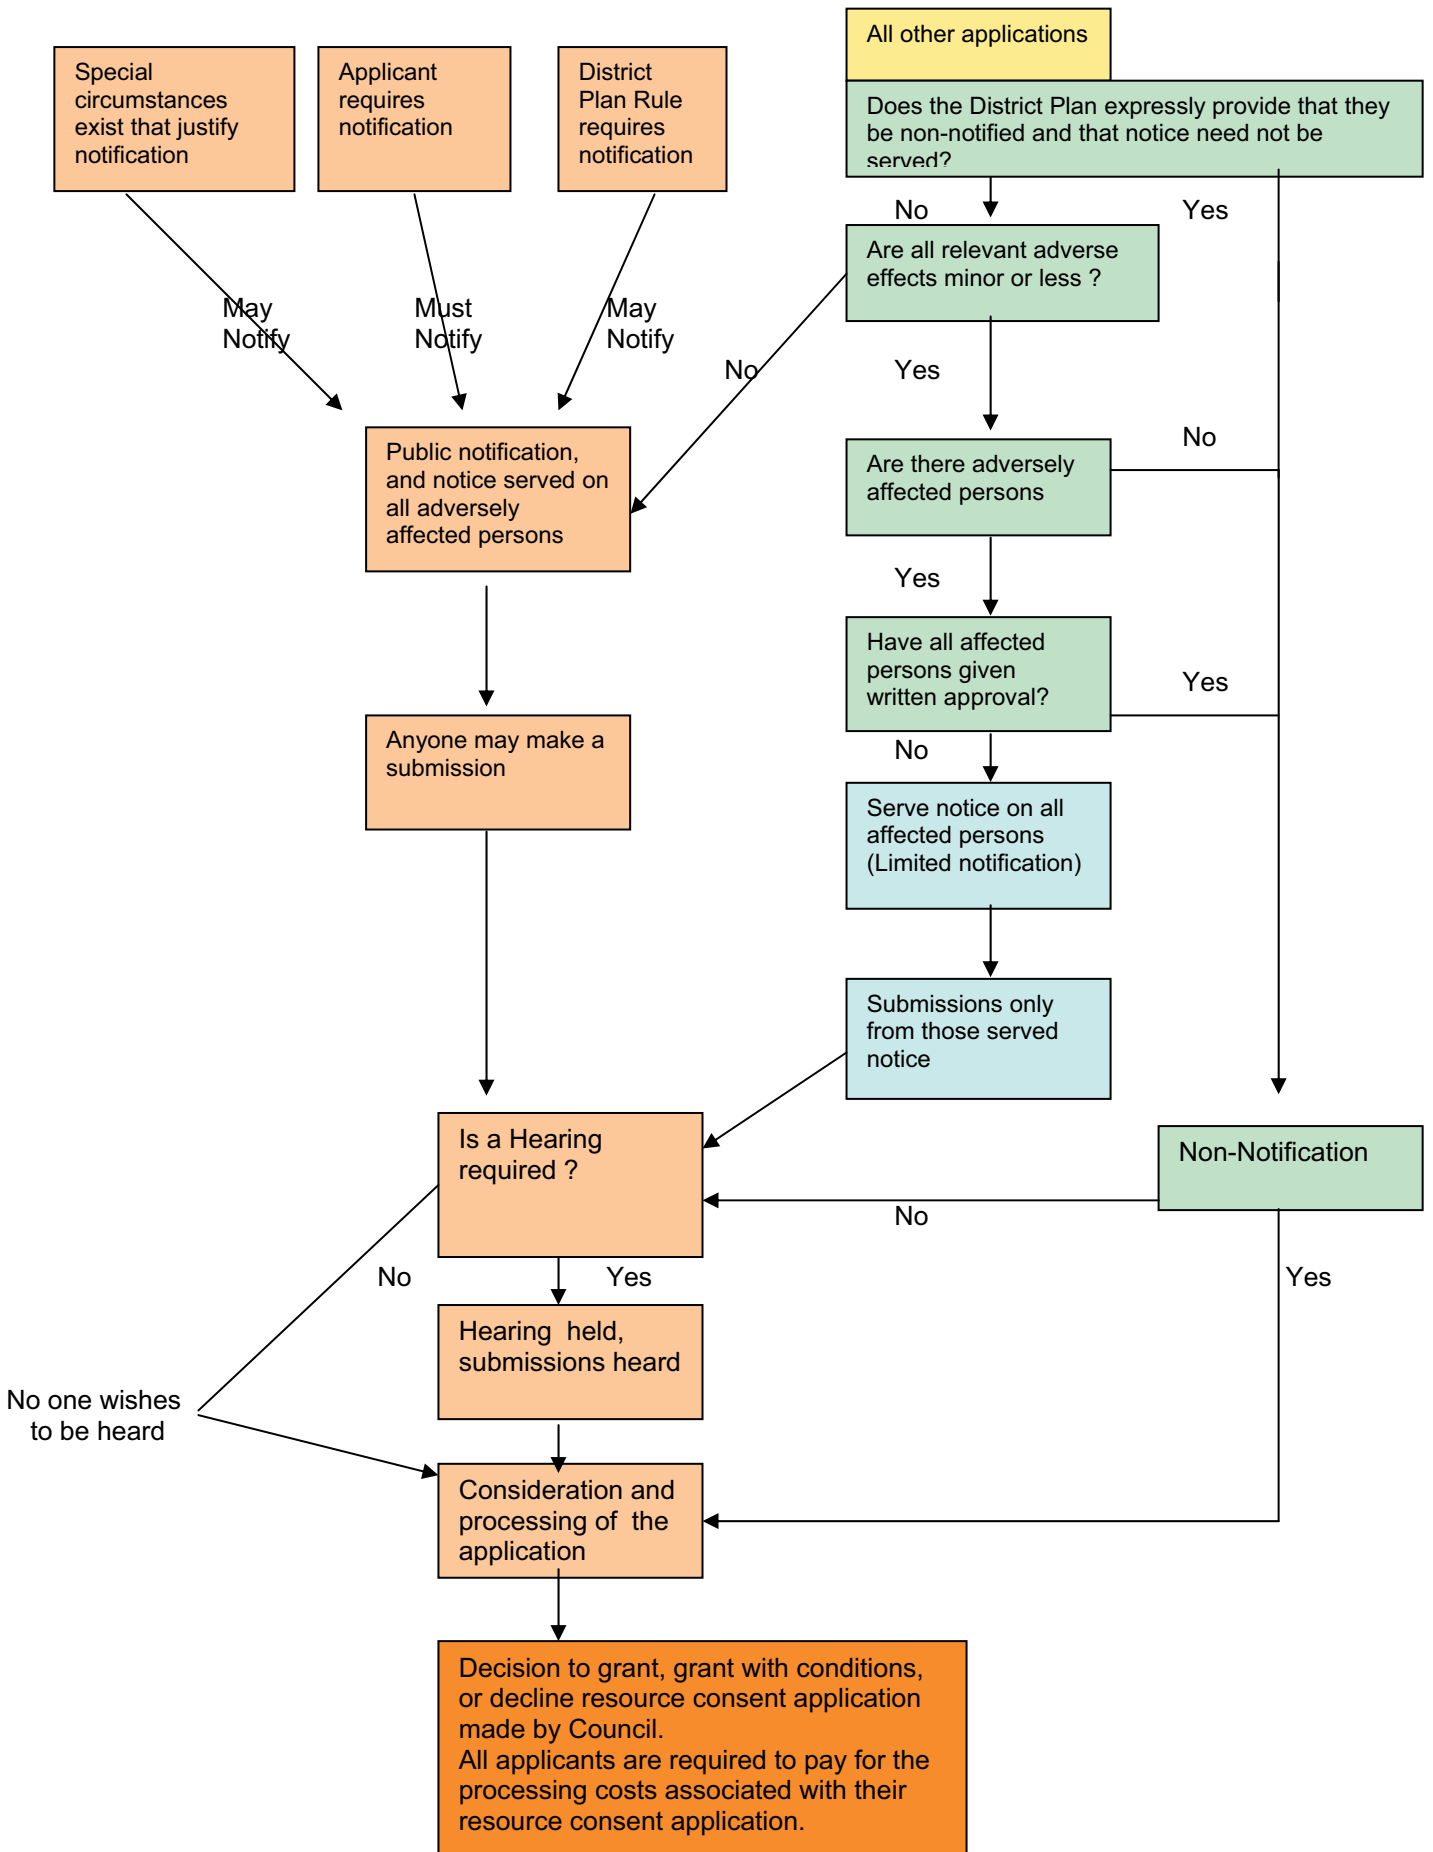 All other applications
Special
circumstances
exist that justify
notification
Applicant
requires
notification
District
Plan Rule
requires
notification
Does the District Plan expressly provide that they
be non-notified and that notice need not be
served?
No
Yes
Are all relevant adverse
effects minor or less ?
May
Notify
Must
Notify
May
Notify
No
Yes
Public notification,
and notice served on
all adversely
affected persons
Are there adversely
affected persons
No
Yes
Have all affected
persons given
written approval?
Yes
No
Anyone may make a
submission
Serve notice on all
affected persons
(Limited notification)
Submissions only
from those served
notice
Is a Hearing
required ?
Non-Notification
No
No
Yes
Yes
Hearing  held,
submissions heard
No one wishes
to be heard
Consideration and
processing of  the
application
Decision to grant, grant with conditions,
or decline resource consent application
made by Council.
All applicants are required to pay for the
processing costs associated with their
resource consent application.